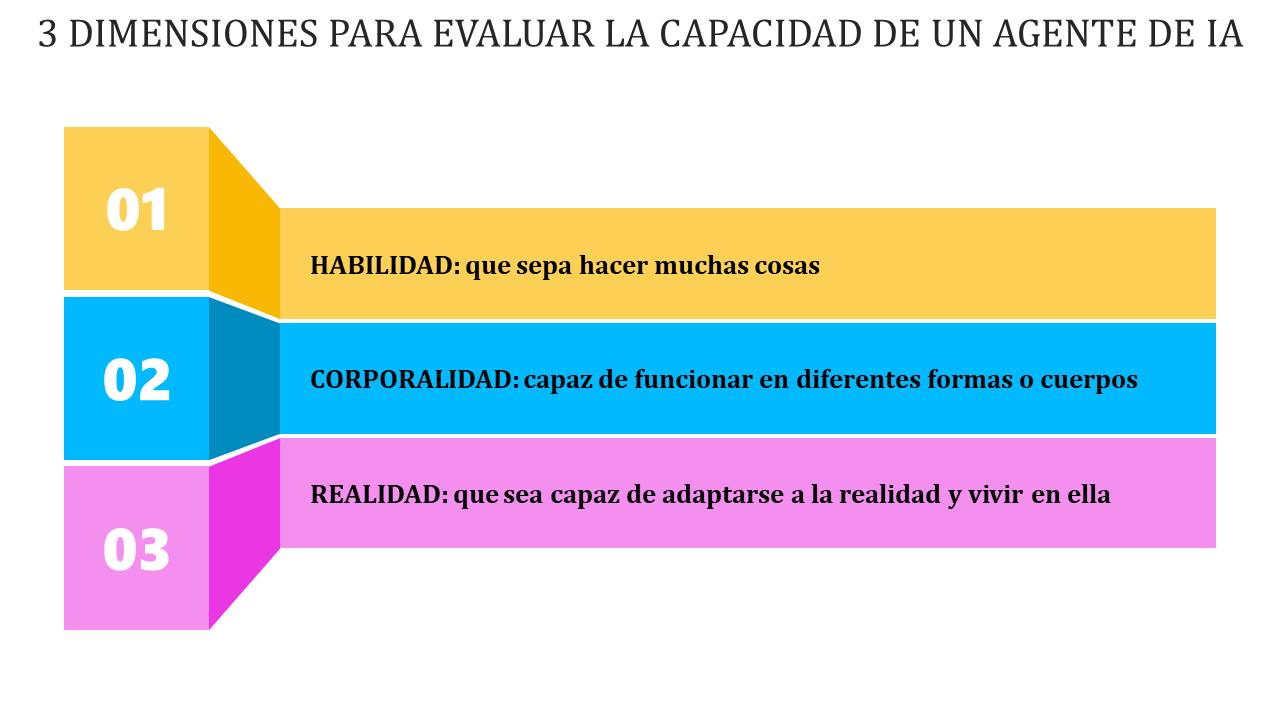 3 DIMENSIONES PARA EVALUAR LA CAPACIDAD DE UN AGENTE DE IA
01
HABILIDAD: que sepa hacer muchas cosas
02
CORPORALIDAD: capaz de funcionar en diferentes formas o cuerpos
03
REALIDAD: que sea capaz de adaptarse a la realidad y vivir en ella